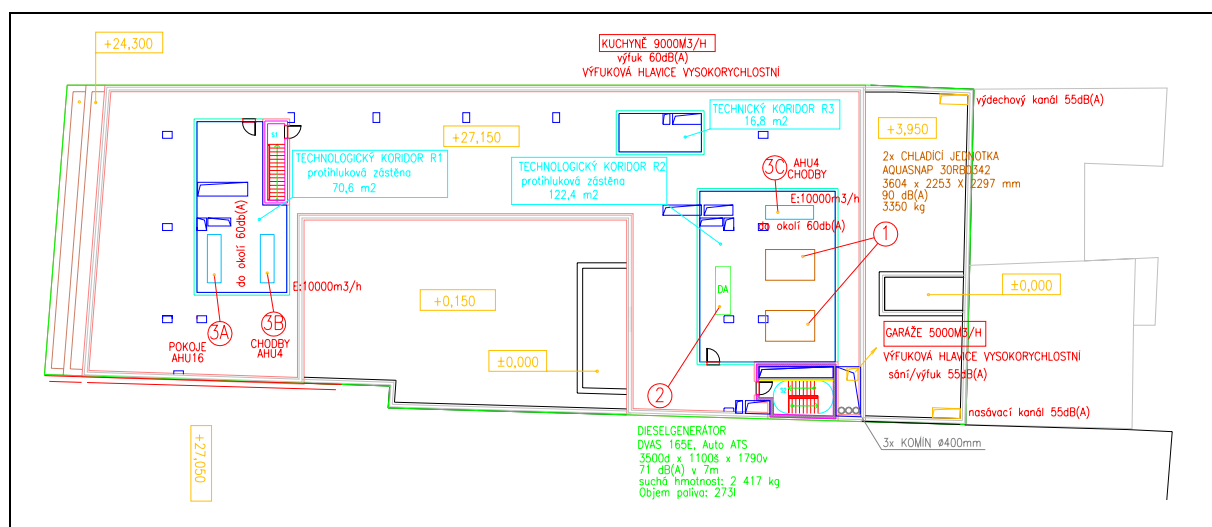 +24,300
KUCHYNĚ 9000M3/H
výfuk 60dB(A)
VÝFUKOVÁ HLAVICE VYSOKORYCHLOSTNÍ
výdechový kanál 55dB(A)
TECHNICKÝ KORIDOR R3
16,8 m2
+27,150
+3,950
S1
TECHNOLOGICKÝ KORIDOR R1
protihluková zástěna
70,6 m2
TECHNOLOGICKÝ KORIDOR R2
protihluková zástěna
122,4 m2
3C
AHU4
CHODBY
E:10000m3/h
do okolí 60db(A)
2x CHLADÍCÍ JEDNOTKA
AQUASNAP 30RBD342
3604 x 2253 X 2297 mm
90 dB(A)
3350 kg
do okolí 60db(A)
1
E:10000m3/h
DA
+0,150
±0,000
3A
3B
POKOJE
AHU16
CHODBY
AHU4
±0,000
GARÁŽE 5000M3/H
VÝFUKOVÁ HLAVICE VYSOKORYCHLOSTNÍ
sání/výfuk 55dB(A)
2
S2
nasávací kanál 55dB(A)
+27,050
DIESELGENERÁTOR
DVAS 165E, Auto ATS
3500d x 1100š x 1790v
71 dB(A) v 7m
suchá hmotnost: 2 417 kg
Objem paliva: 273l
3x KOMÍN ø400mm